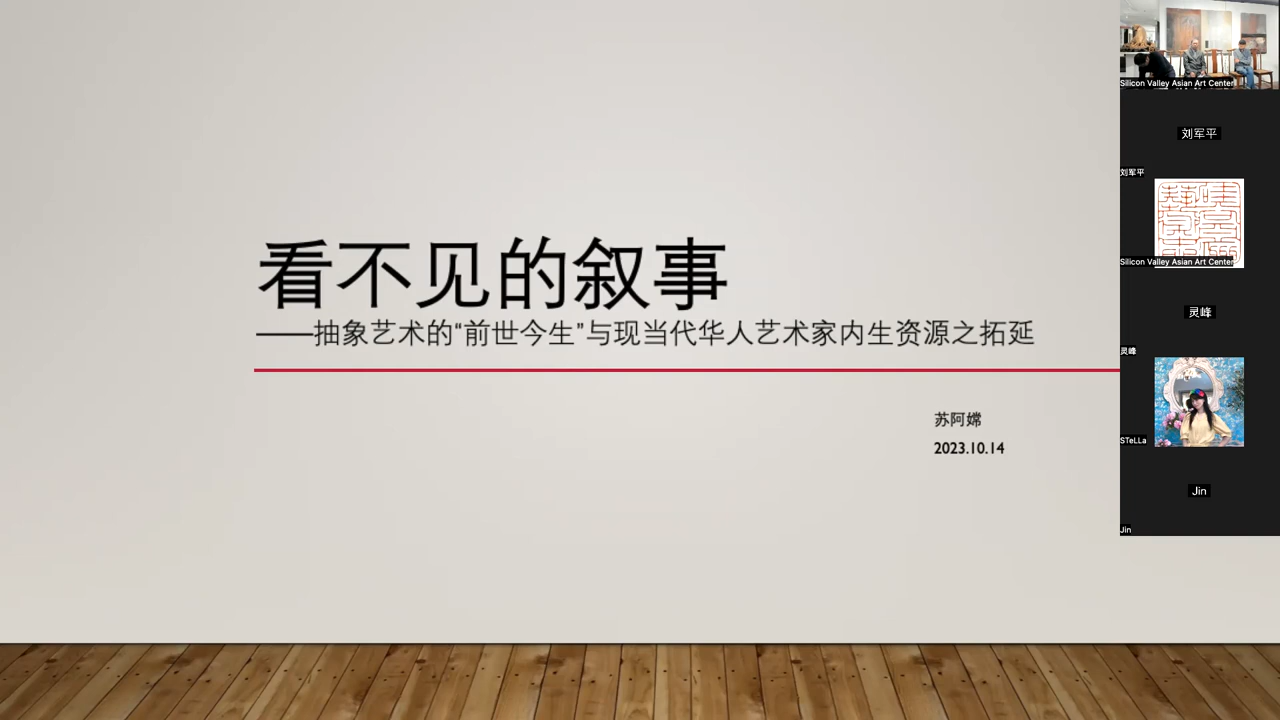 看不见的叙事
——抽象艺术的“前世今生”与现当代华人艺术家内生资源之拓延
苏阿嫦
2023.10.14
Silicon Valley Asian Art Center
刘军平
刘军平
Silicon Valley Asian Art Center
灵峰
灵峰
STeLLa
Jin
Jin